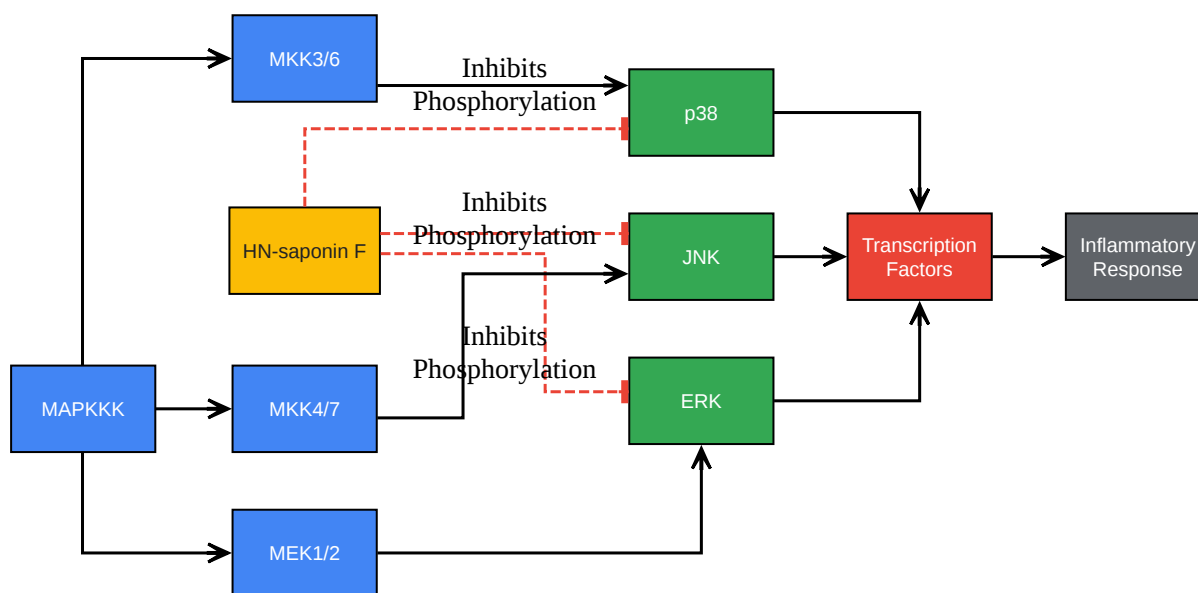 MKK3/6
Inhibits
Phosphorylation
p38
HN-saponin F
Inhibits
Phosphorylation
JNK
Transcription
Factors
Inflammatory
Response
Inhibits
Phosphorylation
MAPKKK
MKK4/7
ERK
MEK1/2